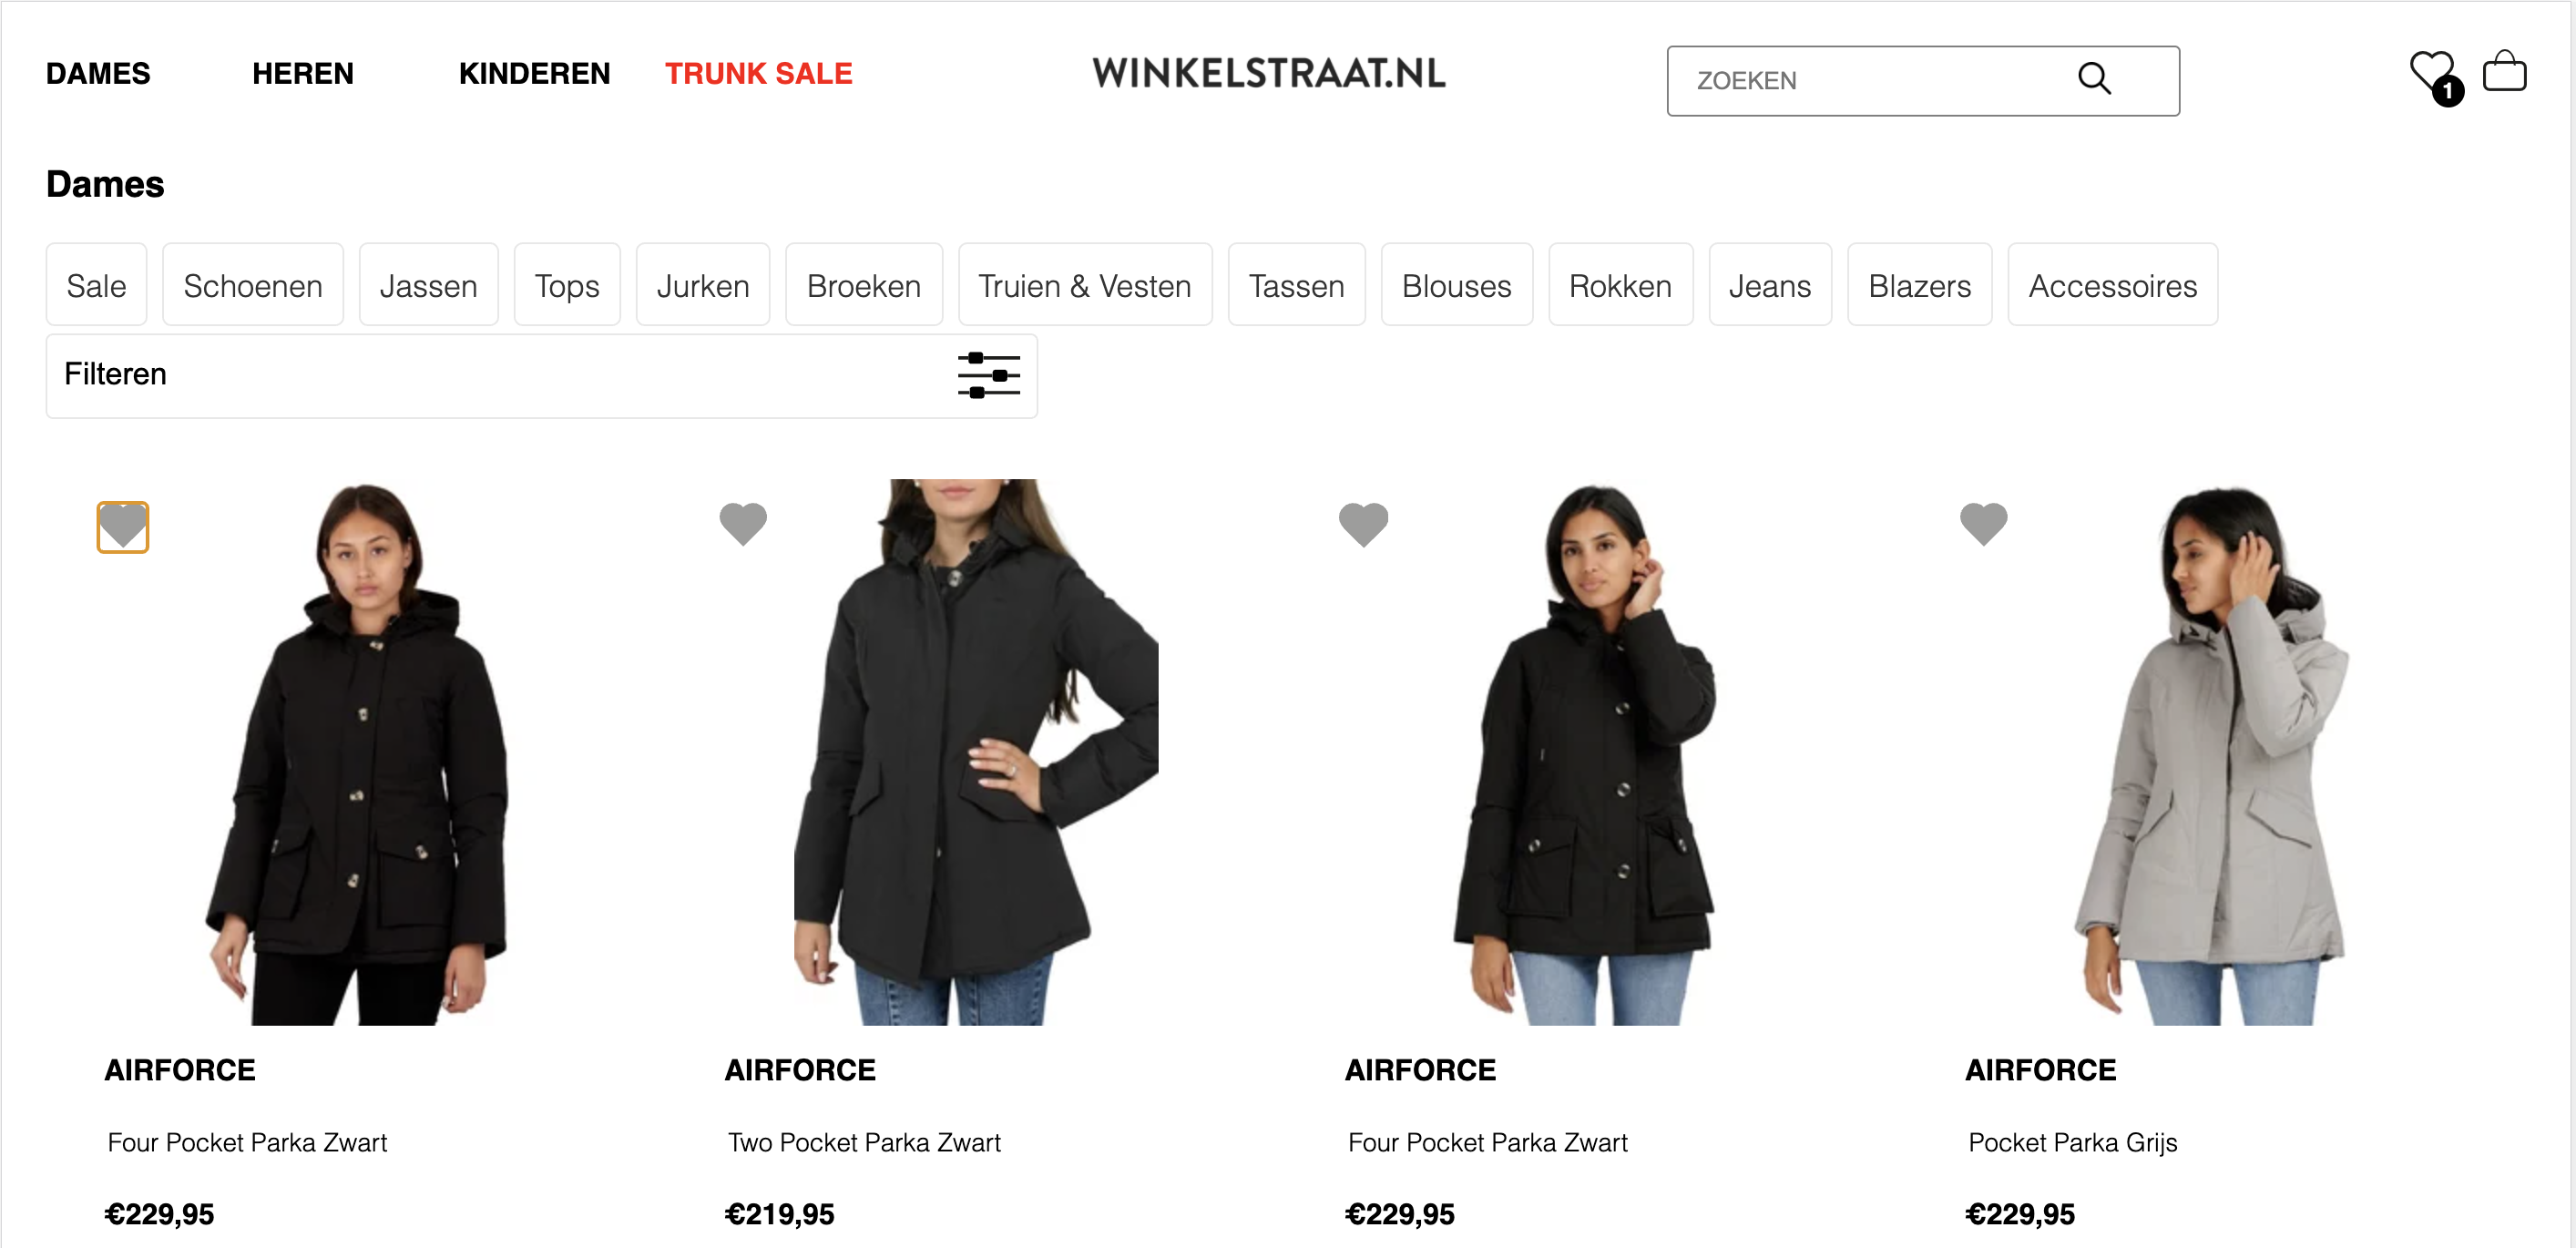 DAMES HEREN KINDEREN TRUNK SALE WINKELSTRAAT.NL ZOEKEN 1
Dames
Sale Schoenen Jassen Tops Jurken Broeken Truien & Vesten Tassen Blouses Rokken Jeans Blazers Accessoires
Filteren
AIRFORCE AIRFORCE AIRFORCE AIRFORCE
Four Pocket Parka Zwart Two Pocket Parka Zwart Four Pocket Parka Zwart Pocket Parka Grijs
€229,95 €219,95 €229,95 €229,95